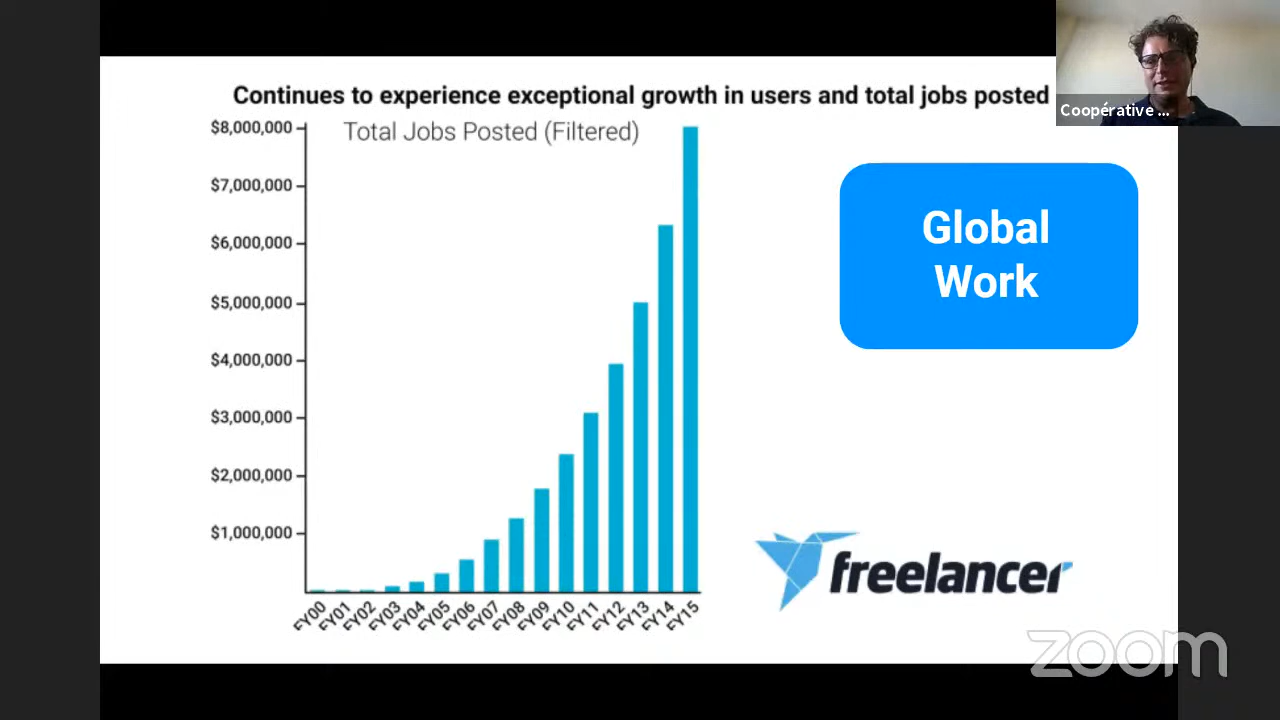 Continues to experience exceptional growth in users and total jobs posted
Coopérative ...
Total Jobs Posted (Filtered)
$8,000,000
$7,000,000
$6,000,000
$5,000,000
$4,000,000
$3,000,000
$2,000,000
$1,000,000
FY00 FY01 FY02 FY03 FY04 FY05 FY06 FY07 FY08 FY09 FY10 FY11 FY12 FY13 FY14 FY15
Global
Work
freelancer
zoom